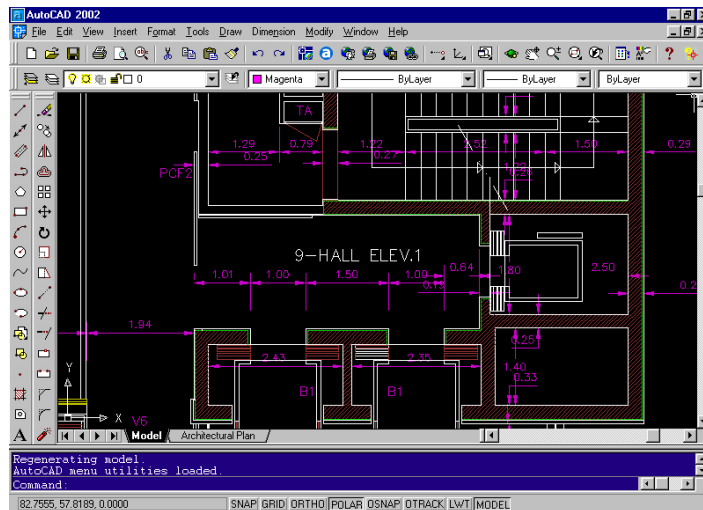 AutoCAD 2002
File Edit View Insert Format Tools Draw Dimension Modify Window Help
0 Magenta ByLayer ByLayer ByLayer
TA
1.29 0.79 1.22 2.52 1.50 0.29
0.25 0.27
PCF2
9-HALL ELEV.1
1.01 1.00 1.50 1.00 0.64 1.80 2.50
0.19 0.2
1.94
0.25
2.43 2.35
1.40
0.33
B1 B1
Y
X
V6
Model Architectural Plan
Regenerating model.
AutoCAD menu utilities loaded.
Command:
82.7555, 57.8189, 0.0000 SNAP GRID ORTHO POLAR OSNAP OTRACK LWT MODEL